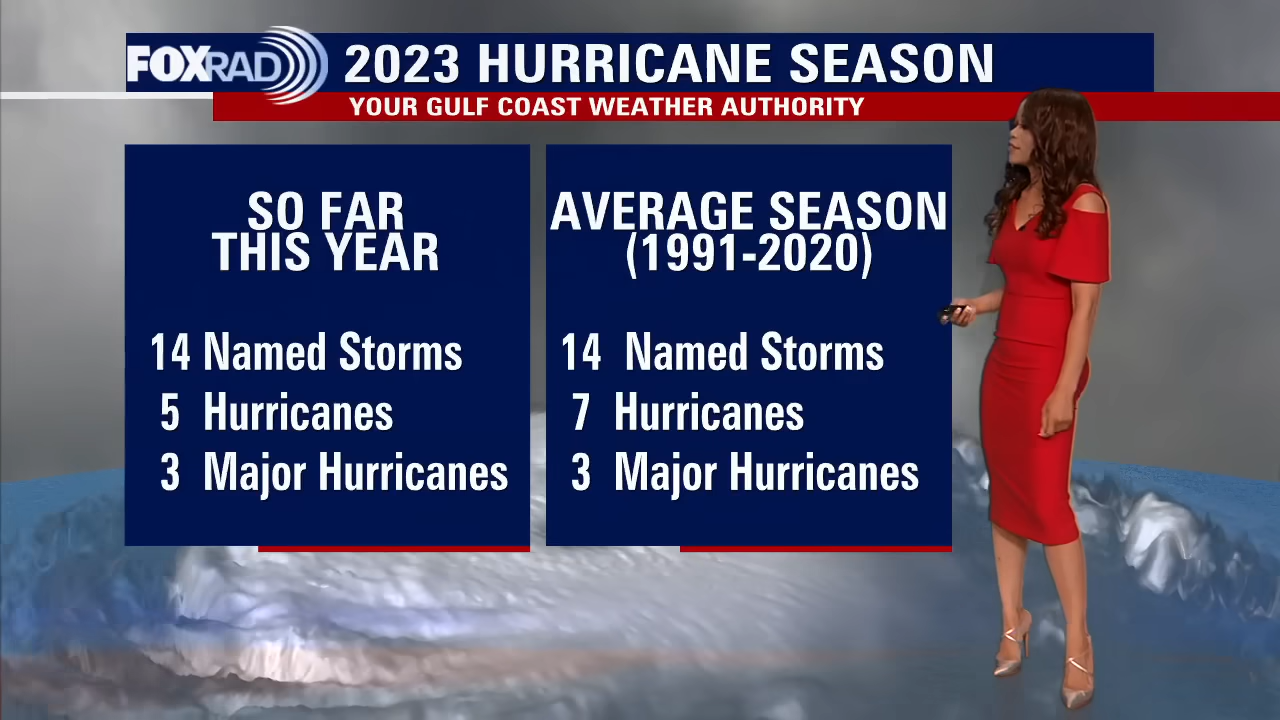 FOXRAD
2023 HURRICANE SEASON
YOUR GULF COAST WEATHER AUTHORITY
SO FAR
THIS YEAR
14 Named Storms
5 Hurricanes
3 Major Hurricanes
AVERAGE SEASON
(1991-2020)
14 Named Storms
7 Hurricanes
3 Major Hurricanes